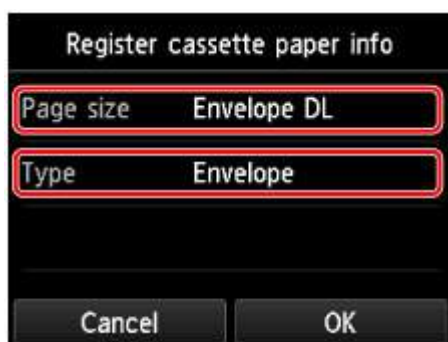 Register cassette paper info
Page size Envelope DL
Type Envelope
Cancel OK